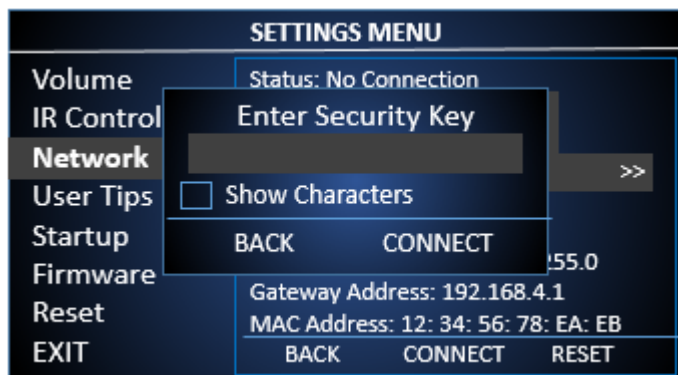 SETTINGS MENU
Volume
IR Control
Network
User Tips
Startup
Firmware
Reset
EXIT
Status: No Connection
Enter Security Key
Show Characters
BACK CONNECT
>>
255.0
Gateway Address: 192.168.4.1
MAC Address: 12: 34: 56: 78: EA: EB
BACK CONNECT RESET